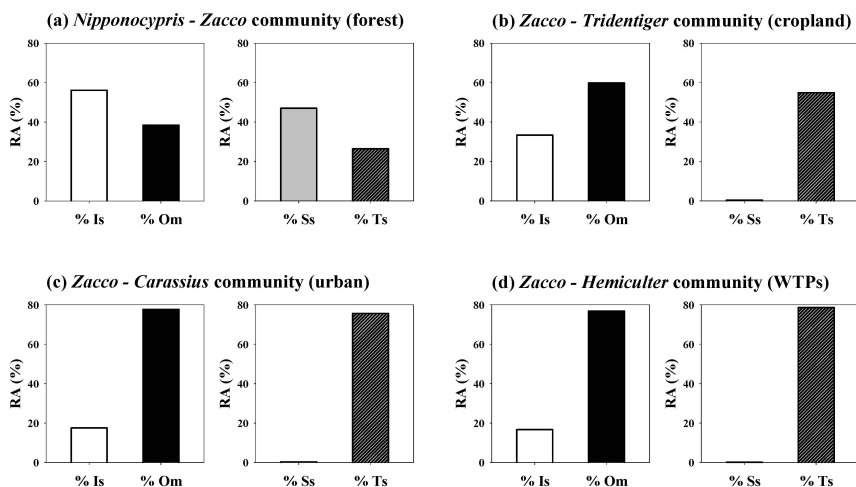 (a) Nipponocypris - Zacco community (forest)
80
60
40
20
0
RA (%)
% Is % Om
80
60
40
20
0
RA (%)
% Ss % Ts
(b) Zacco - Tridentiger community (cropland)
80
60
40
20
0
RA (%)
% Is % Om
80
60
40
20
0
RA (%)
% Ss % Ts
(c) Zacco - Carassius community (urban)
80
60
40
20
0
RA (%)
% Is % Om
80
60
40
20
0
RA (%)
% Ss % Ts
(d) Zacco - Hemiculter community (WTPs)
80
60
40
20
0
RA (%)
% Is % Om
80
60
40
20
0
RA (%)
% Ss % Ts